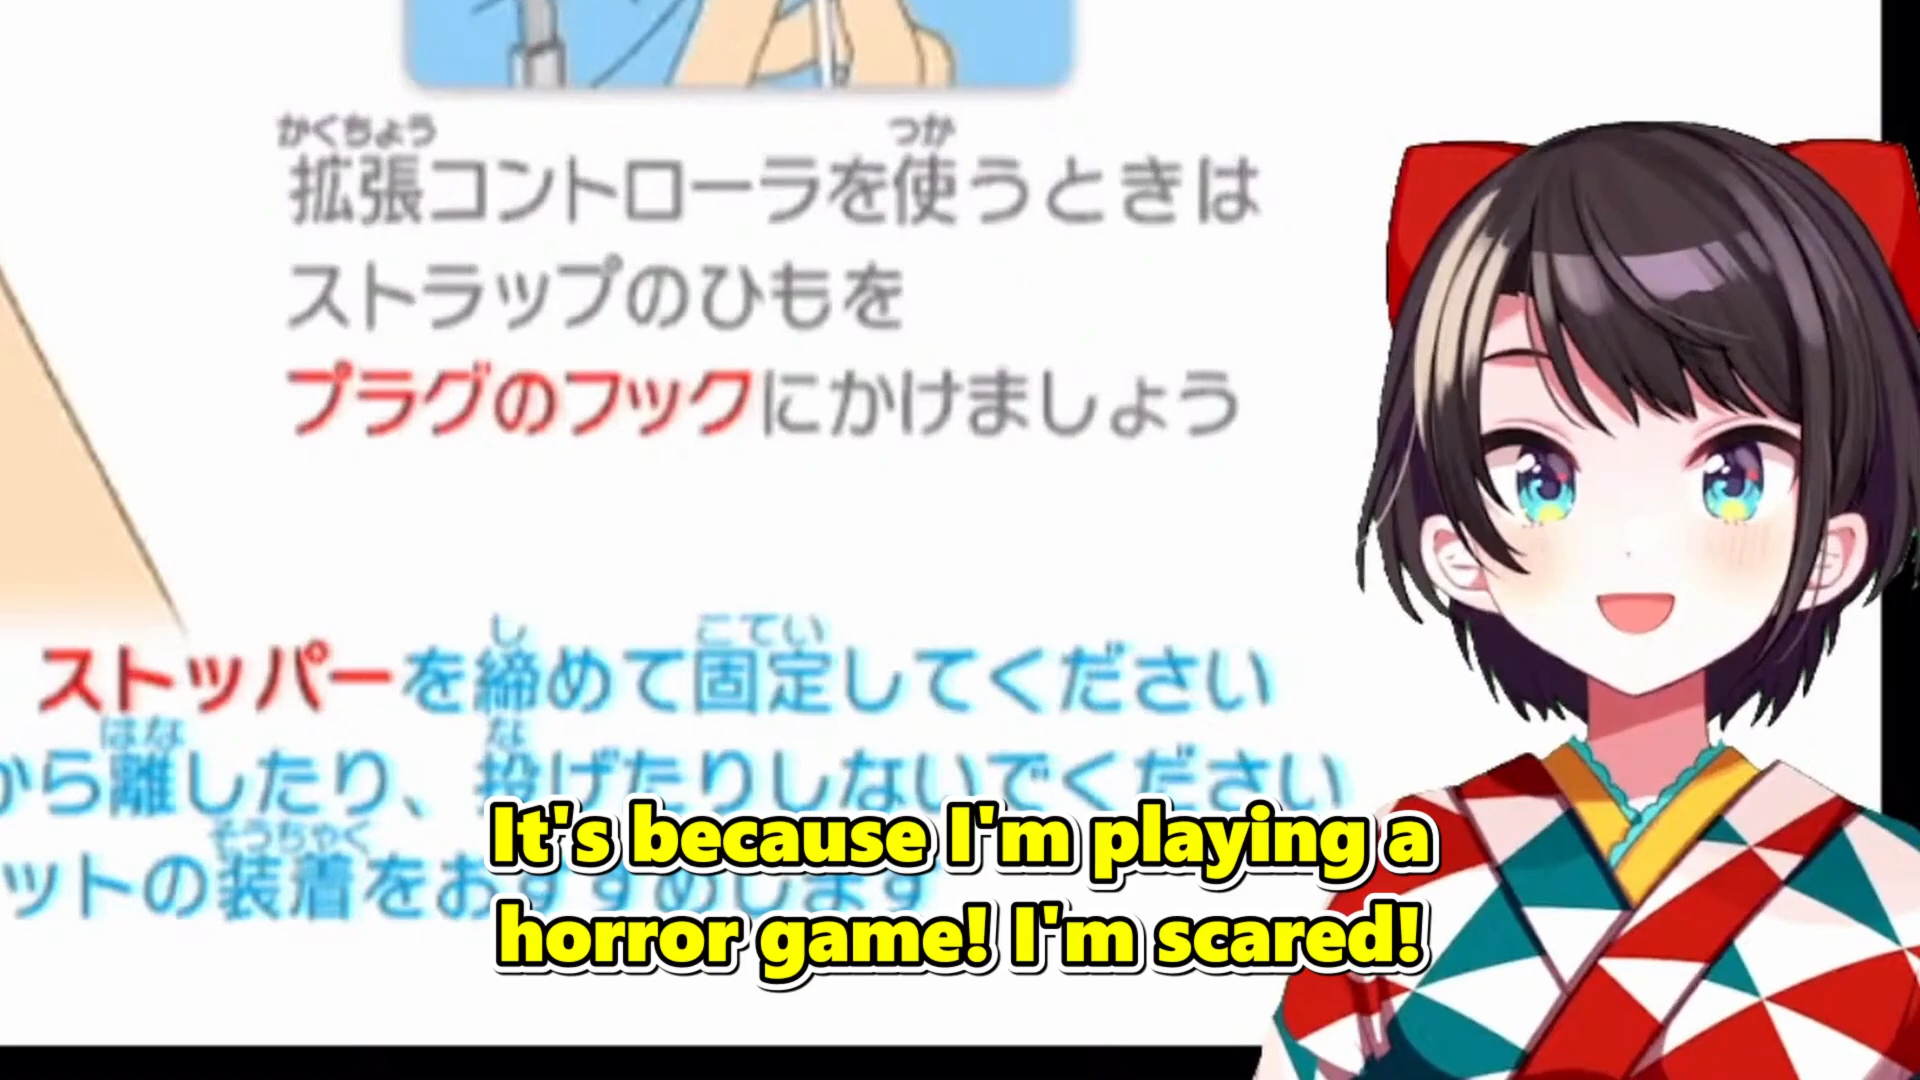 かくちょう つか
拡張コントローラを使うときは
ストラップのひもを
プラグのフックにかけましょう
し こてい
ストッパーを締めて固定してください
はな な
から離したり、投げたりしないでください
そうちゃく
ットの装着をおすすめします
It's because I'm playing a
horror game! I'm scared!